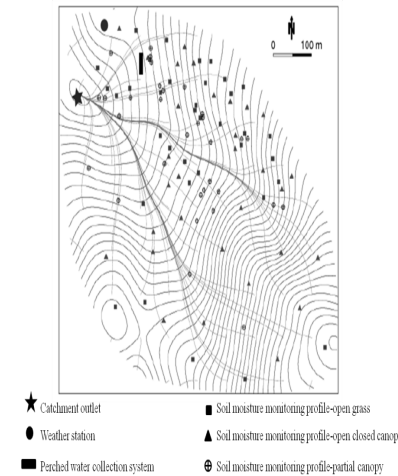 N
0 100 m
Catchment outlet
Weather station
Perched water collection system
Soil moisture monitoring profile-open grass
Soil moisture monitoring profile-open closed canop
Soil moisture monitoring profile-partial canopy